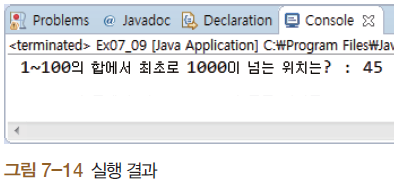 Problems @ Javadoc Declaration Console
<terminated> Ex07_09 [Java Application] C:₩Program Files₩Jav
1~100의 합에서 최초로 1000이 넘는 위치는? : 45
그림 7-14 실행 결과